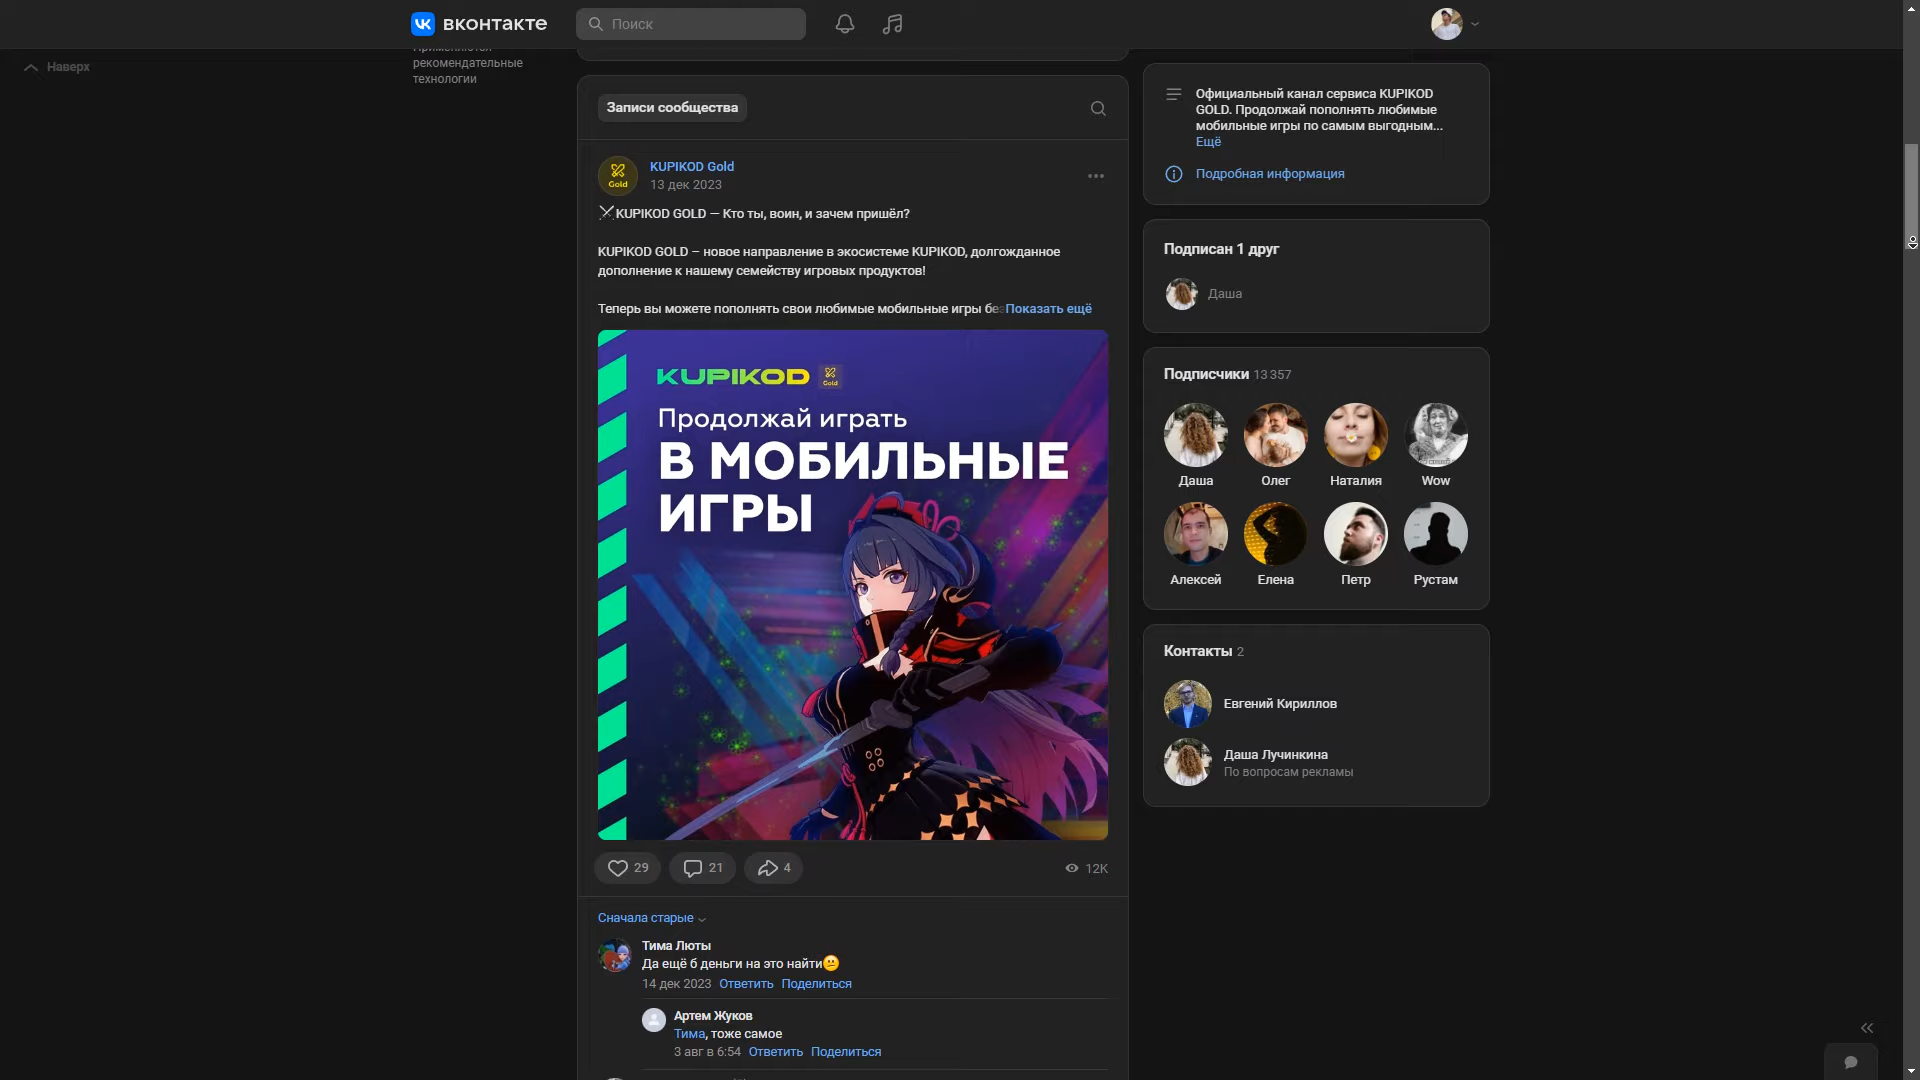 вконтакте
Поиск
Наверх
рекомендательные
технологии
Записи сообщества
KUPIKOD Gold
13 дек 2023
Gold
KUPIKOD GOLD — Кто ты, воин, и зачем пришёл?
KUPIKOD GOLD – новое направление в экосистеме KUPIKOD, долгожданное
дополнение к нашему семейству игровых продуктов!
Теперь вы можете пополнять свои любимые мобильные игры без Показать ещё
KUPIKOD Gold
Продолжай играть
В МОБИЛЬНЫЕ
ИГРЫ
29
21
4
12K
Сначала старые
Тима Люты
Да ещё б деньги на это найти
14 дек 2023 Ответить Поделиться
Артем Жуков
Тима, тоже самое
3 авг в 6:54 Ответить Поделиться
Официальный канал сервиса KUPIKOD
GOLD. Продолжай пополнять любимые
мобильные игры по самым выгодным...
Ещё
Подробная информация
Подписан 1 друг
Даша
Подписчики 13 357
Даша
Олег
Наталия
Wow
Алексей
Елена
Петр
Рустам
Контакты 2
Евгений Кириллов
Даша Лучинкина
По вопросам рекламы